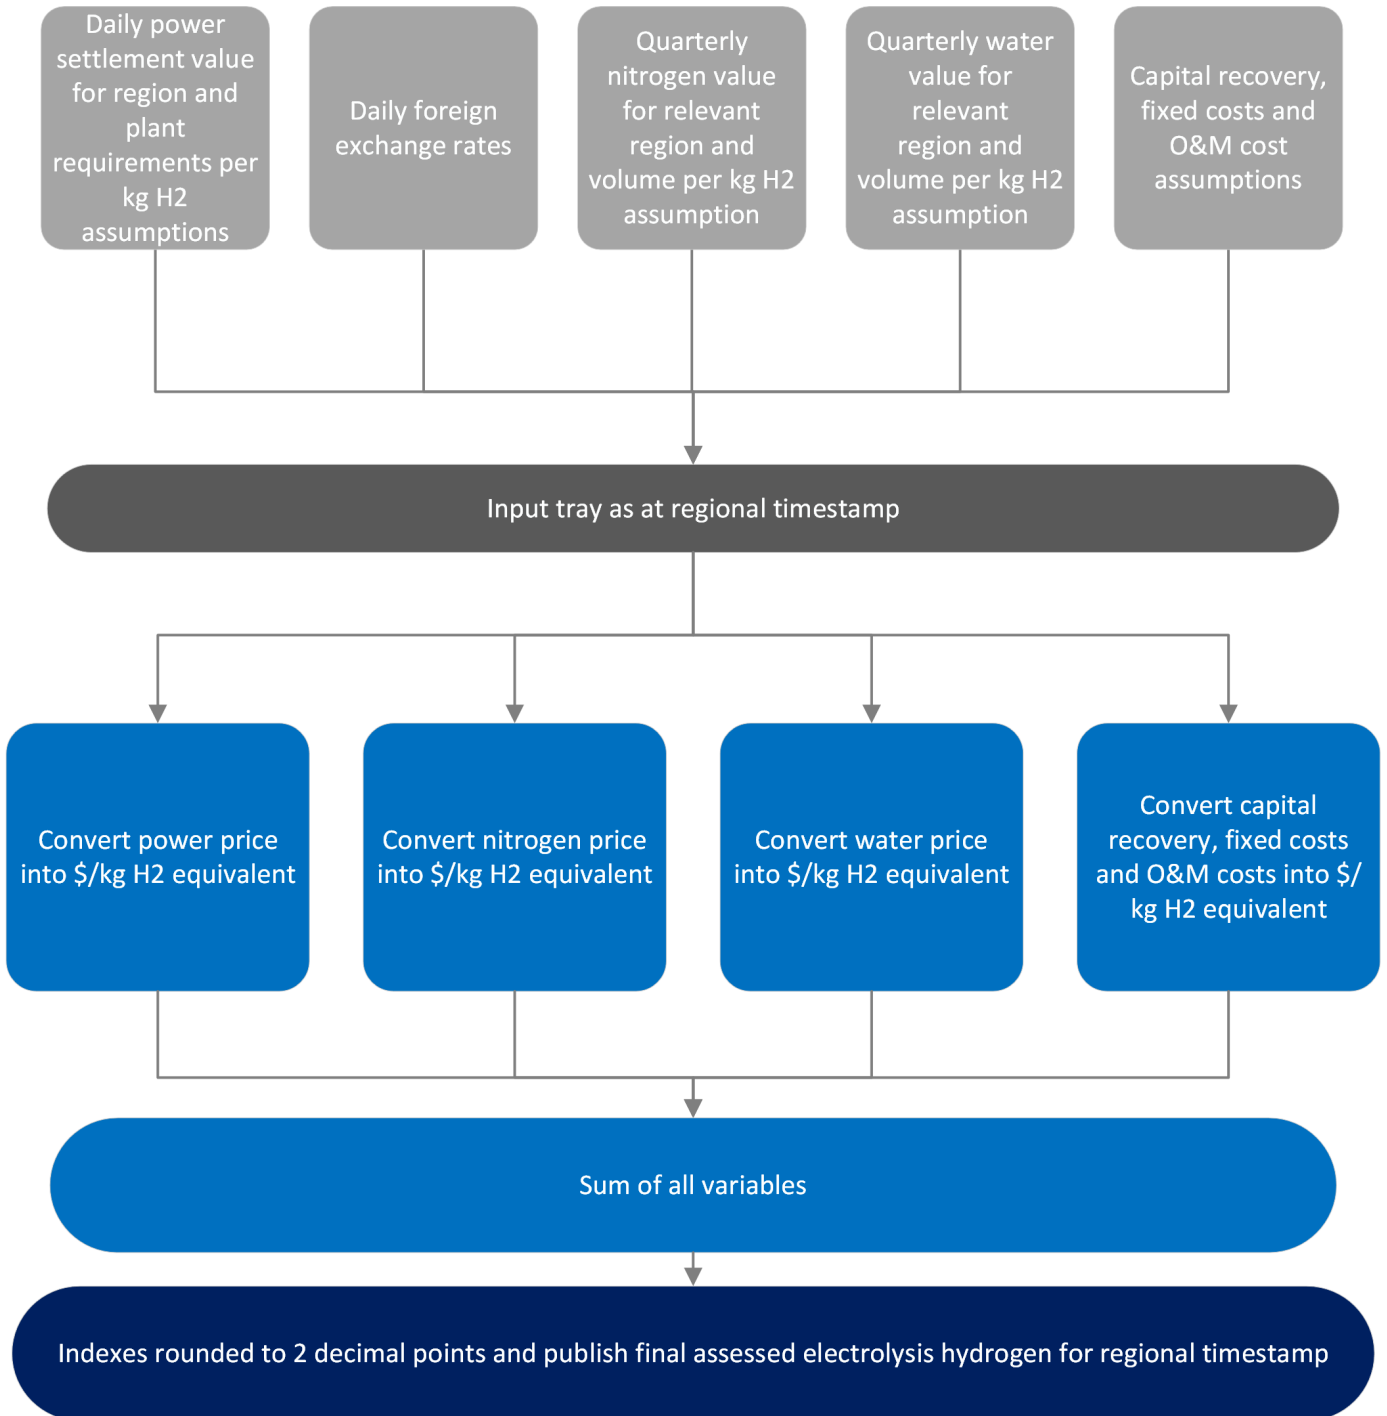 Daily power
settlement value
for region and
plant
requirements per
kg H2
assumptions
Daily foreign
exchange rates
Quarterly
nitrogen value
for relevant
region and
volume per kg H2
assumption
Quarterly water
value for
relevant
region and
volume per kg H2
assumption
Capital recovery,
fixed costs and
O&M cost
assumptions
Input tray as at regional timestamp
Convert power price
into $/kg H2 equivalent
Convert nitrogen price
into $/kg H2 equivalent
Convert water price
into $/kg H2 equivalent
Convert capital
recovery, fixed costs
and O&M costs into $/
kg H2 equivalent
Sum of all variables
Indexes rounded to 2 decimal points and publish final assessed electrolysis hydrogen for regional timestamp